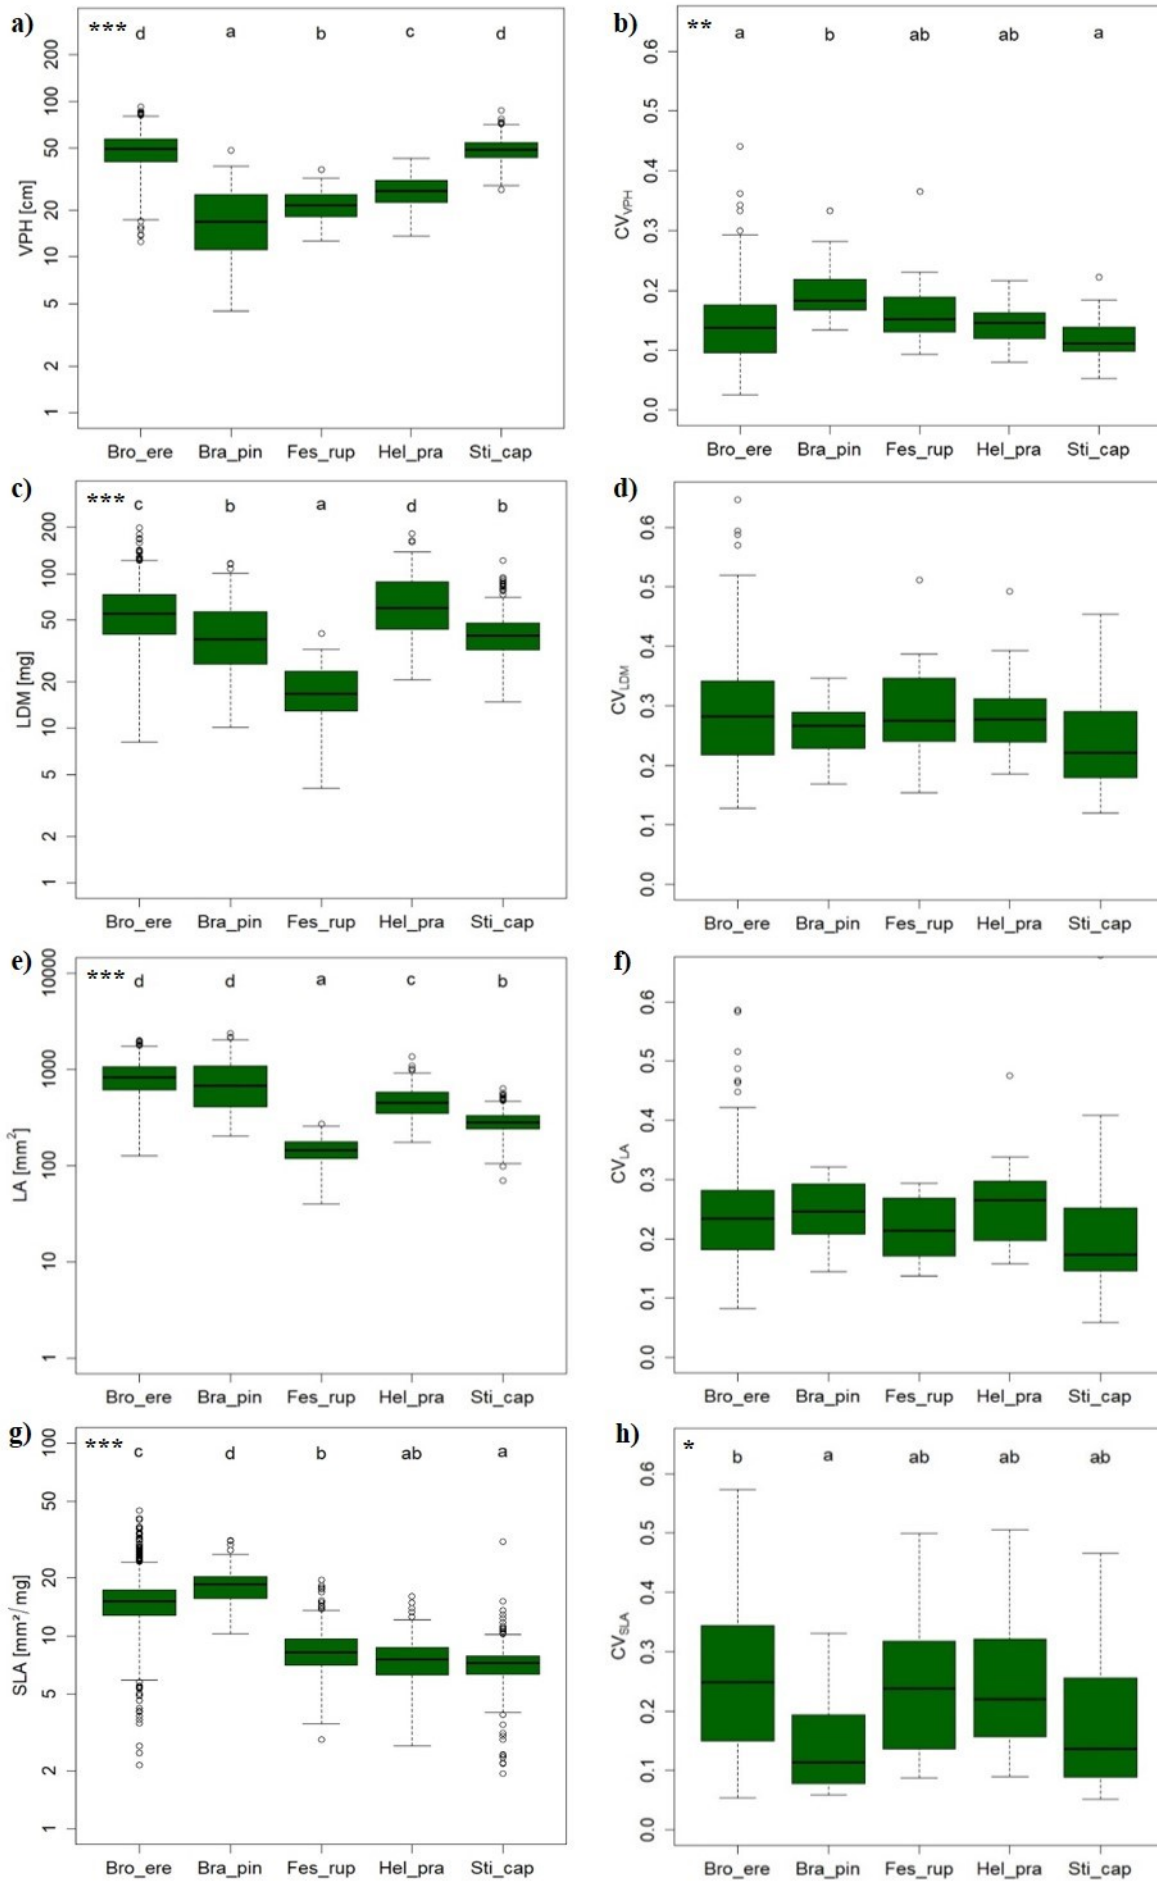 a)
***
d a b c d
VPH [cm]
200
100
50
20
10
5
2
1
Bro_ere Bra_pin Fes_rup Hel_pra Sti_cap
b)
**
a b ab ab a
CVVPH
0.6
0.5
0.4
0.3
0.2
0.1
0.0
Bro_ere Bra_pin Fes_rup Hel_pra Sti_cap
c)
***
c b a d b
LDM [mg]
200
100
50
20
10
5
2
1
Bro_ere Bra_pin Fes_rup Hel_pra Sti_cap
d)
CVLDM
0.6
0.5
0.4
0.3
0.2
0.1
0.0
Bro_ere Bra_pin Fes_rup Hel_pra Sti_cap
e)
***
d d a c b
LA [mm²]
10000
1000
100
10
1
Bro_ere Bra_pin Fes_rup Hel_pra Sti_cap
f)
CVLA
0.6
0.5
0.4
0.3
0.2
0.1
0.0
Bro_ere Bra_pin Fes_rup Hel_pra Sti_cap
g)
***
c d b ab a
SLA [mm²/mg]
100
50
20
10
5
2
1
Bro_ere Bra_pin Fes_rup Hel_pra Sti_cap
h)
*
b a ab ab ab
CVSLA
0.6
0.5
0.4
0.3
0.2
0.1
0.0
Bro_ere Bra_pin Fes_rup Hel_pra Sti_cap